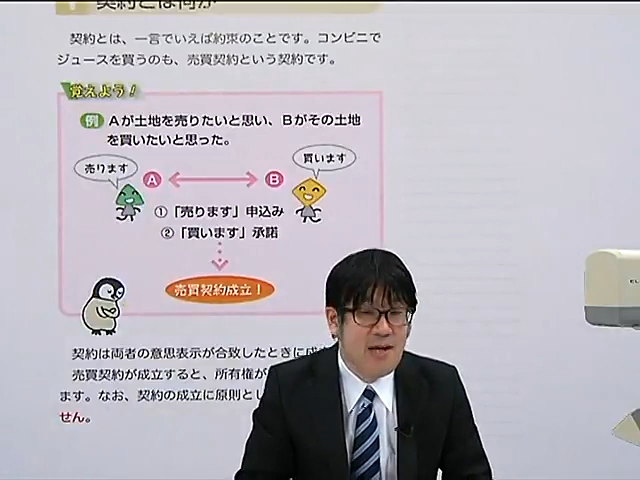 契約とは何か
契約とは、一言でいえば約束のことです。コンビニで
ジュースを買うのも、売買契約という契約です。
覚えよう!
例 Aが土地を売りたいと思い、Bがその土地
を買いたいと思った。
売ります
A
B
買います
①「売ります」申込み
②「買います」承諾
売買契約成立!
契約は両者の意思表示が合致したときに成
売買契約が成立すると、所有権が
ます。なお、契約の成立に原則とし
せん。